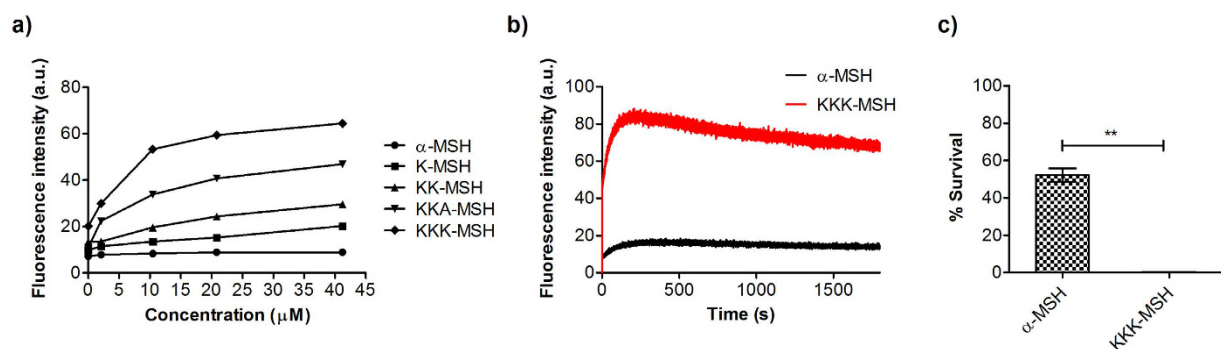 a)
Fluorescence intensity (a.u.)
80
60
40
20
0
0 5 10 15 20 25 30 35 40 45
Concentration (μM)
α-MSH
K-MSH
KK-MSH
KKA-MSH
KKK-MSH
b)
Fluorescence intensity (a.u.)
100
80
60
40
20
0
0 500 1000 1500
Time (s)
α-MSH
KKK-MSH
c)
% Survival
100
80
60
40
20
0
**
α-MSH
KKK-MSH